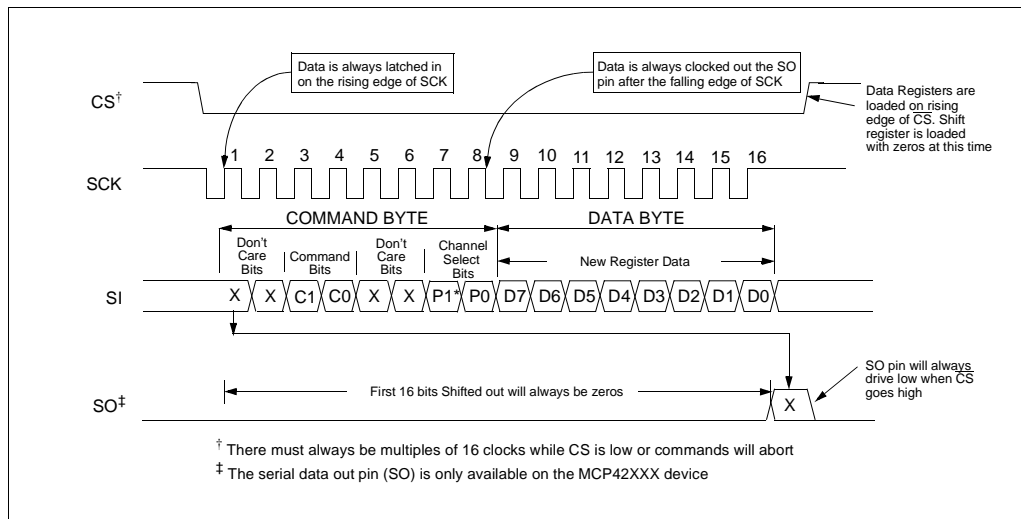 Data is always latched in
on the rising edge of SCK
Data is always clocked out the SO
pin after the falling edge of SCK
CS†
Data Registers are
loaded on rising
edge of CS. Shift
register is loaded
with zeros at this time
1 2 3 4 5 6 7 8 9 10 11 12 13 14 15 16
SCK
COMMAND BYTE
DATA BYTE
Don't
Care
Bits
Command
Bits
Don't
Care
Bits
Channel
Select
Bits
New Register Data
SI
X X C1 C0 X X P1* P0 D7 D6 D5 D4 D3 D2 D1 D0
First 16 bits Shifted out will always be zeros
SO‡
X
SO pin will always
drive low when CS
goes high
† There must always be multiples of 16 clocks while CS is low or commands will abort
‡ The serial data out pin (SO) is only available on the MCP42XXX device